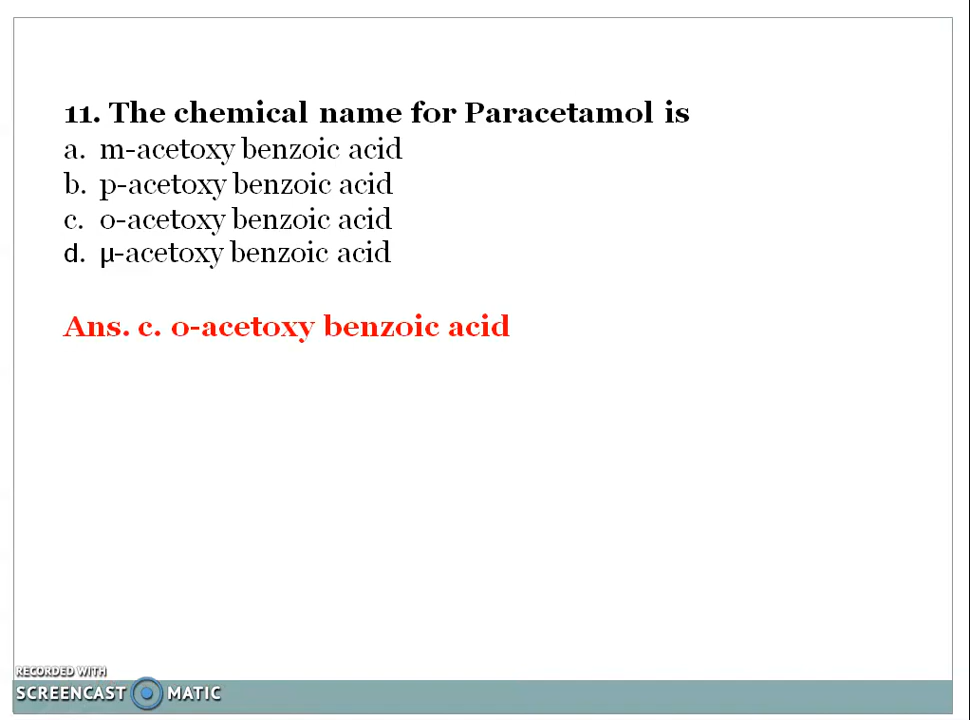 11. The chemical name for Paracetamol is
a. m-acetoxy benzoic acid
b. p-acetoxy benzoic acid
c. o-acetoxy benzoic acid
d. µ-acetoxy benzoic acid
Ans. c. o-acetoxy benzoic acid
RECORDED WITH
SCREENCAST MATIC